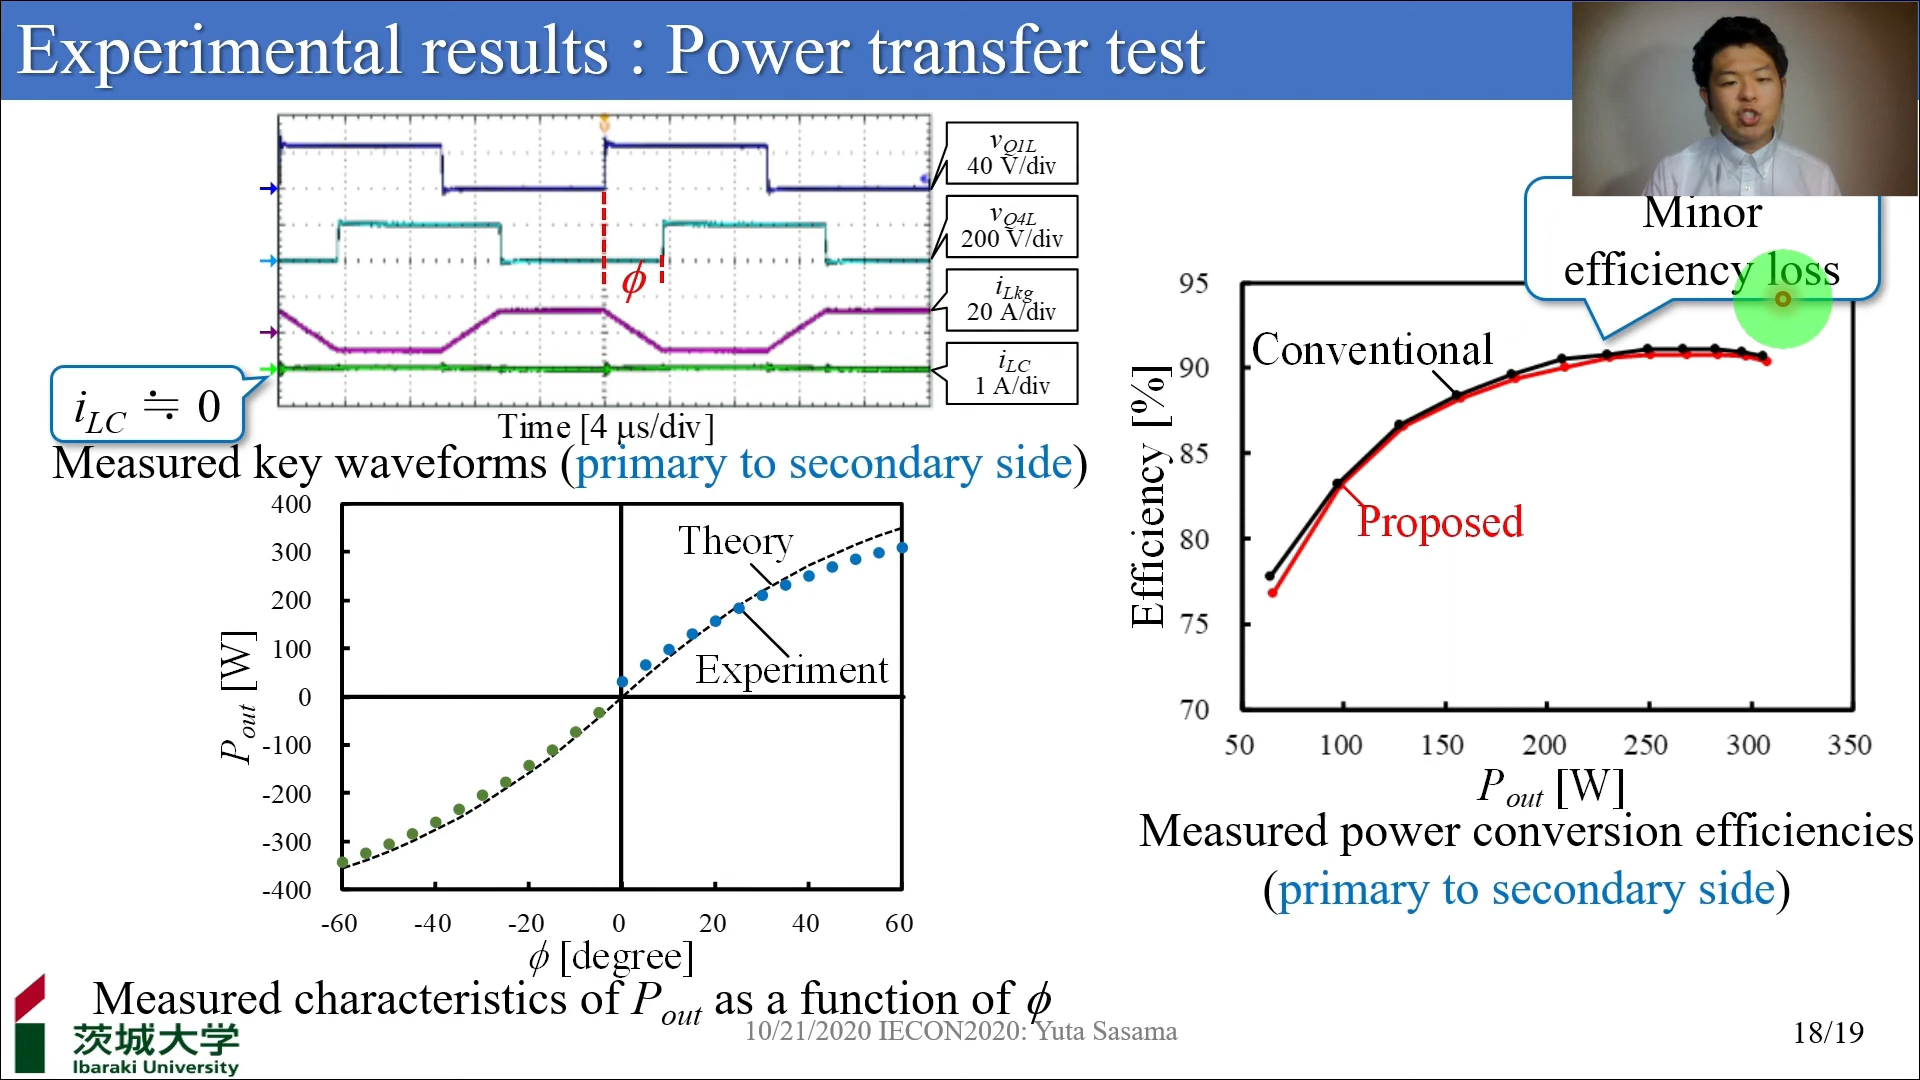 Experimental results : Power transfer test
v_Q1L
40 V/div
v_Q4L
200 V/div
i_Lkg
20 A/div
i_LC
1 A/div
ϕ
i_LC ≒ 0
Time [4 μs/div]
Measured key waveforms (primary to secondary side)
400
300
200
100
0
-100
-200
-300
-400
P_out [W]
Theory
Experiment
-60 -40 -20 0 20 40 60
ϕ [degree]
Measured characteristics of P_out as a function of ϕ
Minor
efficiency loss
95
90
85
80
75
70
Efficiency [%]
Conventional
Proposed
50 100 150 200 250 300 350
P_out [W]
Measured power conversion efficiencies
(primary to secondary side)
茨城大学
Ibaraki University
10/21/2020 IECON2020: Yuta Sasama
18/19